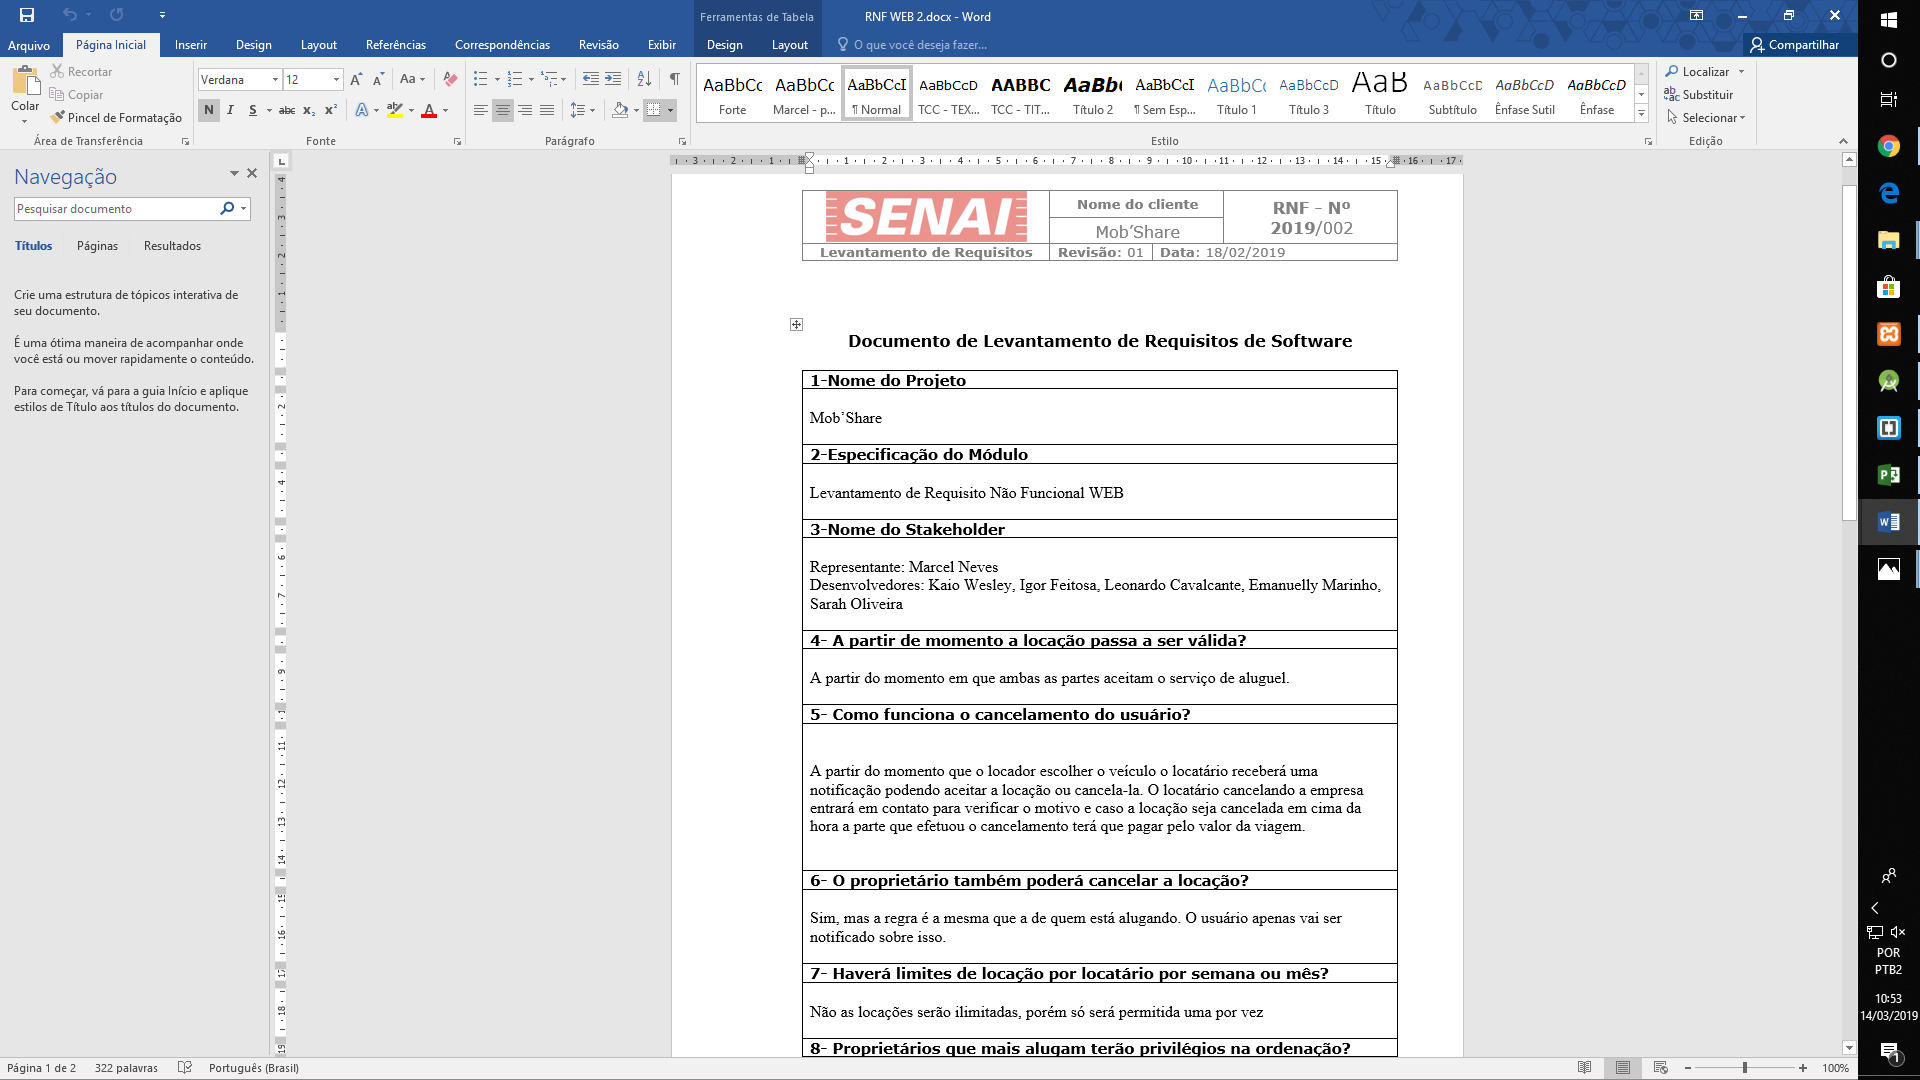 Ferramentas de Tabela
RNF WEB 2.docx - Word
Arquivo
Página Inicial
Inserir
Design
Layout
Referências
Correspondências
Revisão
Exibir
Design
Layout
O que você deseja fazer...
Compartilhar
Colar
Recortar
Copiar
Pincel de Formatação
Área de Transferência
Verdana
12
Fonte
Parágrafo
AaBbCc AaBbCc AaBbCcI AaBbCcD AABBC AaBb( AaBbCcI AaBbCc AaBbCcD AaB AaBbCcD AaBbCcD AaBbCcD
Forte
Marcel - p...
¶ Normal
TCC - TEX...
TCC - TIT...
Título 2
¶ Sem Esp...
Título 1
Título 3
Título
Subtítulo
Ênfase Sutil
Ênfase
Estilo
Localizar
Substituir
Selecionar
Edição
Navegação
Pesquisar documento
Títulos
Páginas
Resultados
Crie uma estrutura de tópicos interativa de
seu documento.
É uma ótima maneira de acompanhar onde
você está ou mover rapidamente o conteúdo.
Para começar, vá para a guia Início e aplique
estilos de Título aos títulos do documento.
SENAI
Nome do cliente
Mob’Share
RNF - Nº
2019/002
Levantamento de Requisitos
Revisão: 01
Data: 18/02/2019
Documento de Levantamento de Requisitos de Software
1-Nome do Projeto
Mob’Share
2-Especificação do Módulo
Levantamento de Requisito Não Funcional WEB
3-Nome do Stakeholder
Representante: Marcel Neves
Desenvolvedores: Kaio Wesley, Igor Feitosa, Leonardo Cavalcante, Emanuelly Marinho,
Sarah Oliveira
4- A partir de momento a locação passa a ser válida?
A partir do momento em que ambas as partes aceitam o serviço de aluguel.
5- Como funciona o cancelamento do usuário?
A partir do momento que o locador escolher o veículo o locatário receberá uma
notificação podendo aceitar a locação ou cancela-la. O locatário cancelando a empresa
entrará em contato para verificar o motivo e caso a locação seja cancelada em cima da
hora a parte que efetuou o cancelamento terá que pagar pelo valor da viagem.
6- O proprietário também poderá cancelar a locação?
Sim, mas a regra é a mesma que a de quem está alugando. O usuário apenas vai ser
notificado sobre isso.
7- Haverá limites de locação por locatário por semana ou mês?
Não as locações serão ilimitadas, porém só será permitida uma por vez
8- Proprietários que mais alugam terão privilégios na ordenação?
Página 1 de 2
322 palavras
Português (Brasil)
100%
POR
PTB2
10:53
14/03/2019
1